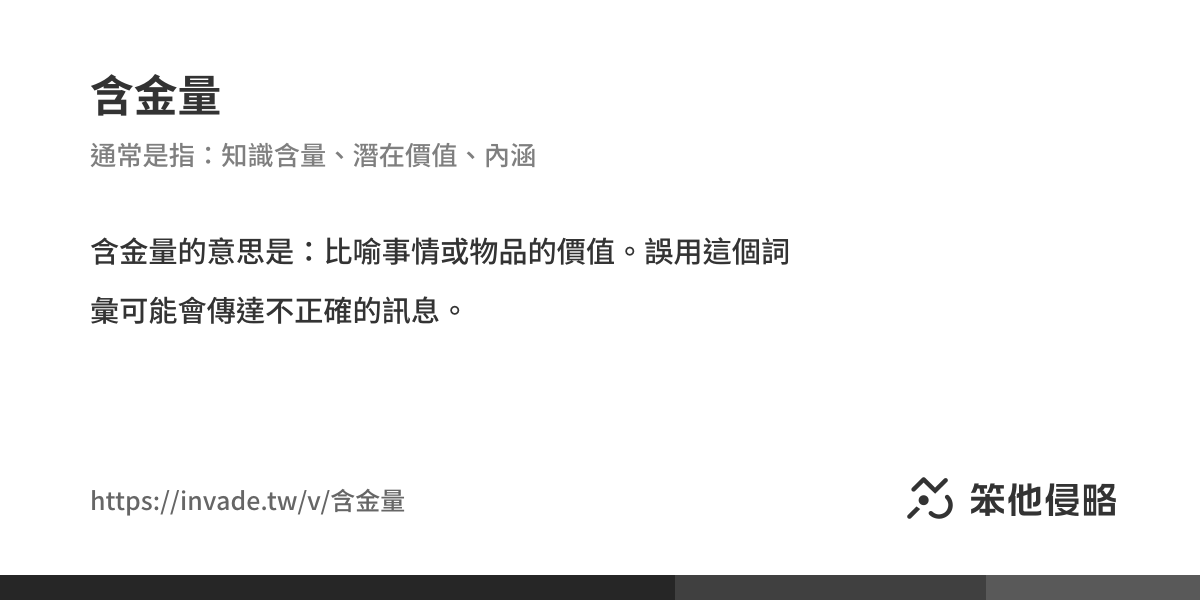 含金量
通常是指：知識含量、潛在價值、內涵
含金量的意思是：比喻事情或物品的價值。誤用這個詞
彙可能會傳達不正確的訊息。
https://invade.tw/v/含金量
笨他侵略